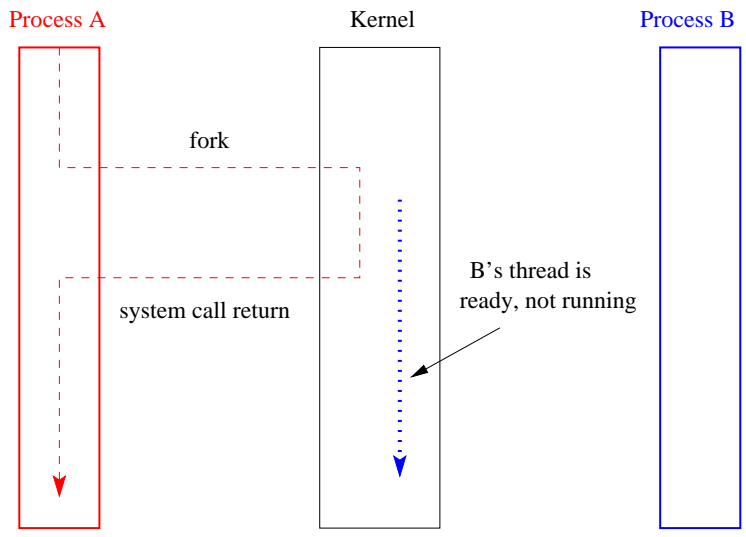 Process A
Kernel
Process B
fork
B’s thread is
ready, not running
system call return